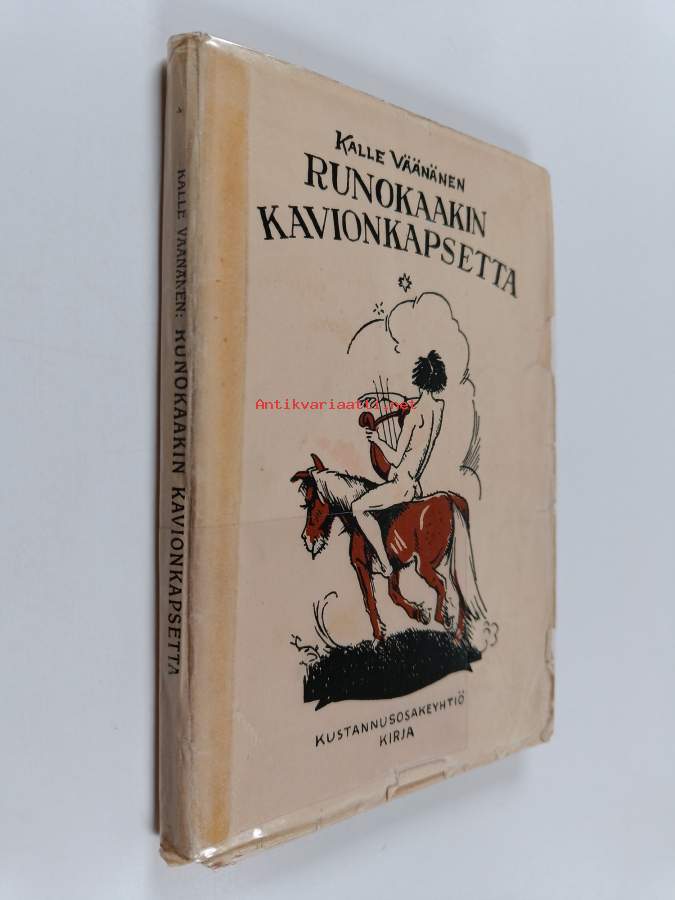 KALLE VÄÄNÄNEN
RUNOKAAKIN
KAVIONKAPSETTA
Antikvariaatti.net
KUSTANNUSOSAKEYHTIÖ
KIRJA
KALLE VÄÄNÄNEN: RUNOKAAKIN KAVIONKAPSETTA